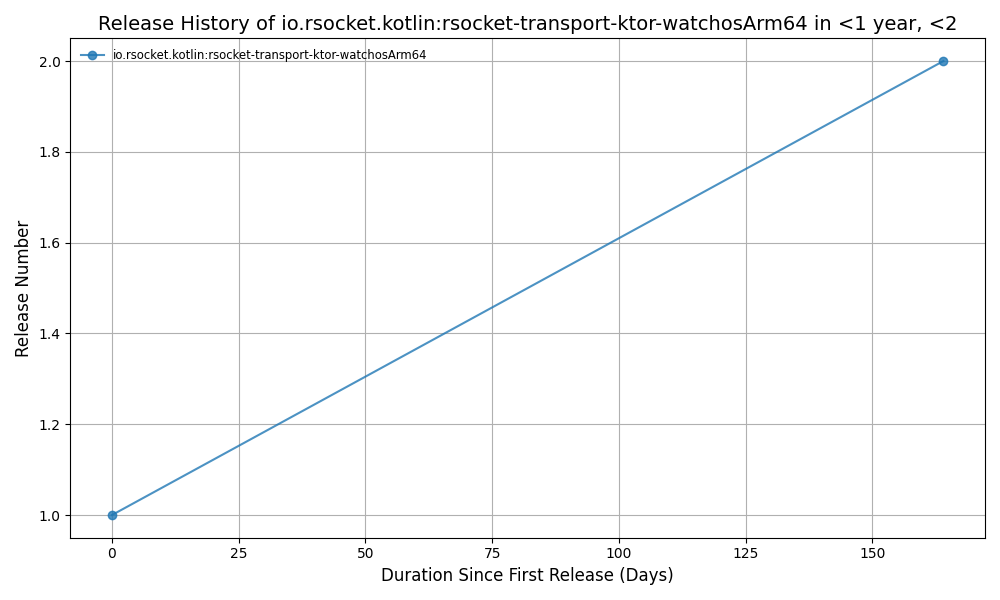 Release History of io.rsocket.kotlin:rsocket-transport-ktor-watchosArm64 in <1 year, <2
io.rsocket.kotlin:rsocket-transport-ktor-watchosArm64
2.0
1.8
1.6
1.4
1.2
1.0
Release Number
0 25 50 75 100 125 150
Duration Since First Release (Days)